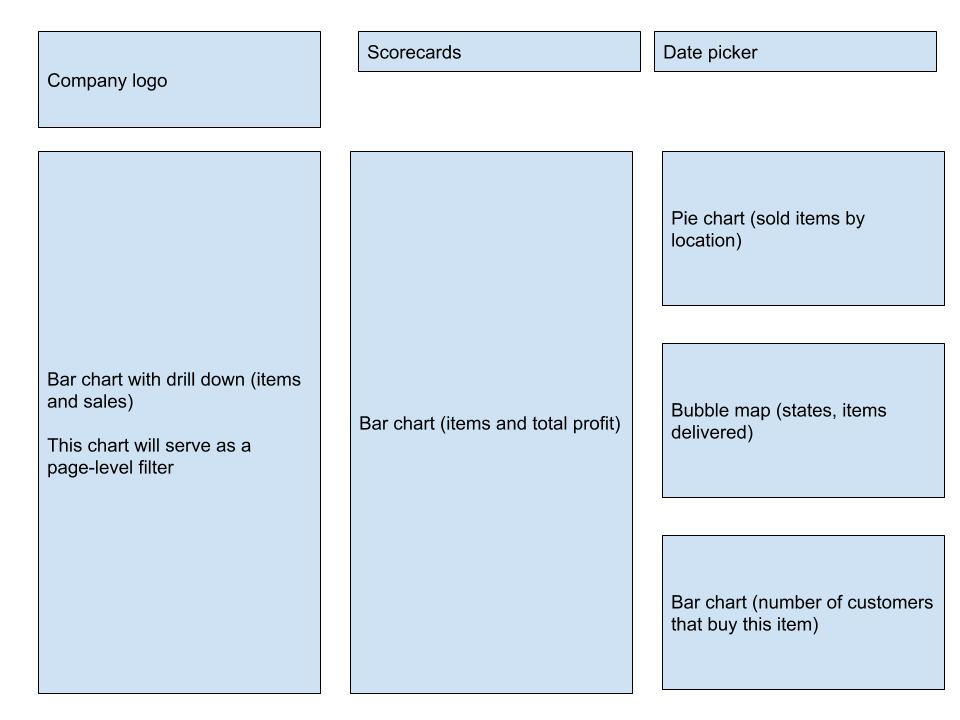 Company logo
Scorecards
Date picker
Bar chart with drill down (items
and sales)
This chart will serve as a
page-level filter
Bar chart (items and total profit)
Pie chart (sold items by
location)
Bubble map (states, items
delivered)
Bar chart (number of customers
that buy this item)